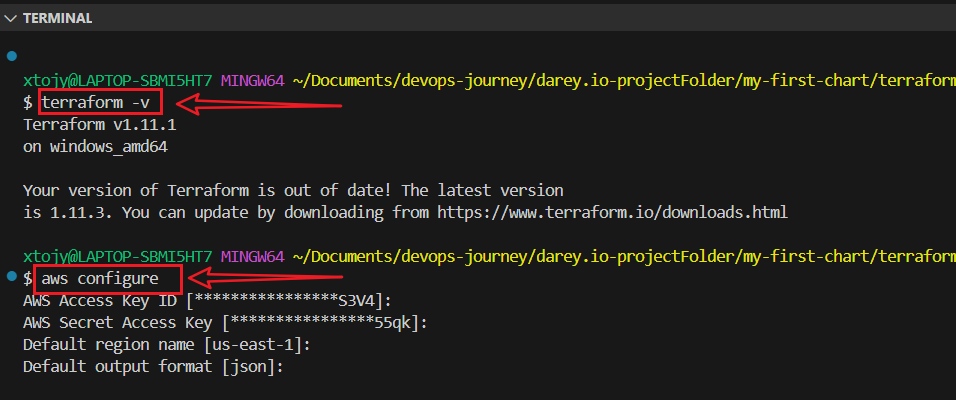 TERMINAL
xtojy@LAPTOP-SBMI5HT7 MINGW64 ~/Documents/devops-journey/darey.io-projectFolder/my-first-chart/terraform
$ terraform -v
Terraform v1.11.1
on windows_amd64
Your version of Terraform is out of date! The latest version
is 1.11.3. You can update by downloading from https://www.terraform.io/downloads.html
xtojy@LAPTOP-SBMI5HT7 MINGW64 ~/Documents/devops-journey/darey.io-projectFolder/my-first-chart/terraform
$ aws configure
AWS Access Key ID [****************S3V4]:
AWS Secret Access Key [****************55qk]:
Default region name [us-east-1]:
Default output format [json]: